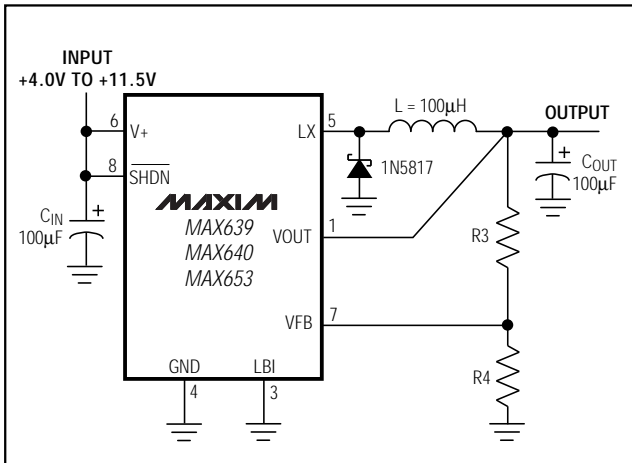 INPUT
+4.0V TO +11.5V
6
V+
8
SHDN
CIN
+
100μF
MAXIM
MAX639
MAX640
MAX653
LX
5
L = 100μH
1N5817
OUTPUT
+
COUT
100μF
VOUT
1
R3
VFB
7
R4
GND
4
LBI
3